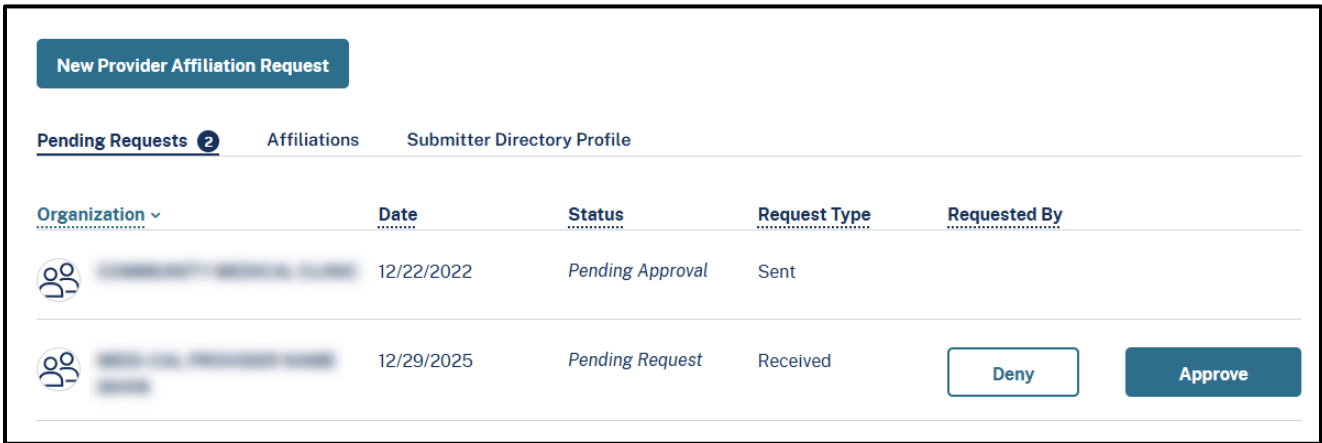 New Provider Affiliation Request
Pending Requests 2 Affiliations Submitter Directory Profile
Organization Date Status Request Type Requested By
12/22/2022 Pending Approval Sent
12/29/2025 Pending Request Received Deny Approve